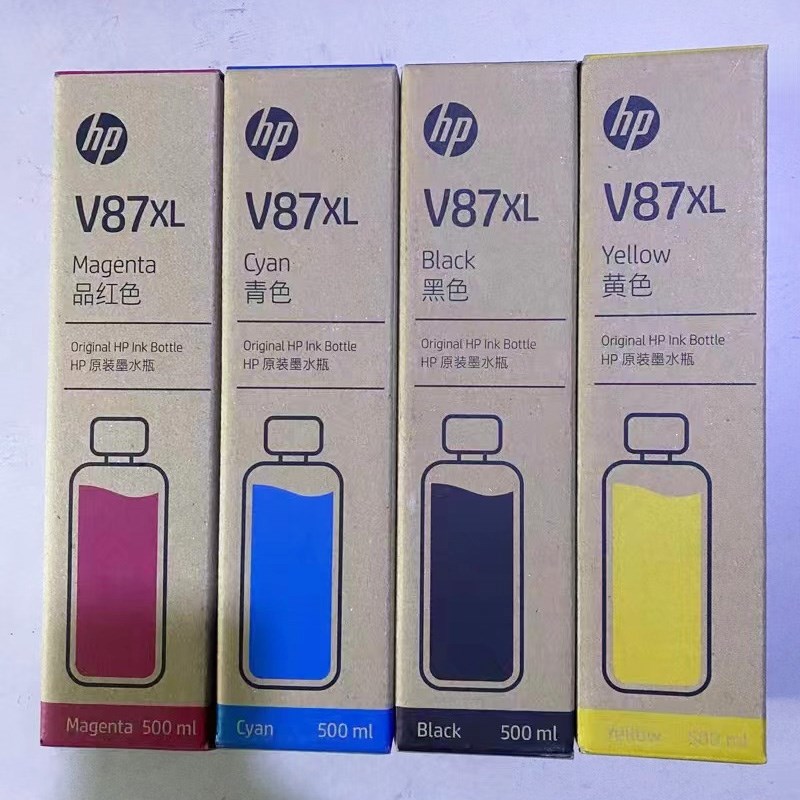 hp
V87XL
Magenta
品红色
Original HP Ink Bottle
HP 原装墨水瓶
Magenta 500 ml
hp
V87XL
Cyan
青色
Original HP Ink Bottle
HP 原装墨水瓶
Cyan 500 ml
hp
V87XL
Black
黑色
Original HP Ink Bottle
HP 原装墨水瓶
Black 500 ml
hp
V87XL
Yellow
黄色
Original HP Ink Bottle
HP 原装墨水瓶
Yellow 500 ml